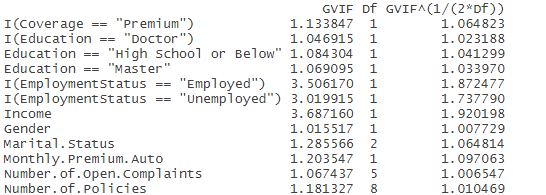 GVIF Df GVIF^(1/(2*Df))
I(Coverage == "Premium") 1.133847 1 1.064823
I(Education == "Doctor") 1.046915 1 1.023188
Education == "High School or Below" 1.084304 1 1.041299
Education == "Master" 1.069095 1 1.033970
I(EmploymentStatus == "Employed") 3.506170 1 1.872477
I(EmploymentStatus == "Unemployed") 3.019915 1 1.737790
Income 3.687160 1 1.920198
Gender 1.015517 1 1.007729
Marital.Status 1.285566 2 1.064814
Monthly.Premium.Auto 1.203547 1 1.097063
Number.of.Open.Complaints 1.067437 5 1.006547
Number.of.Policies 1.181327 8 1.010469